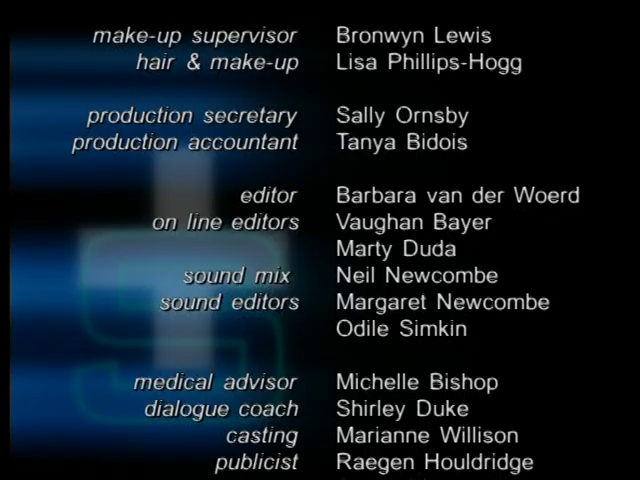 make-up supervisor Bronwyn Lewis
hair & make-up Lisa Phillips-Hogg
production secretary Sally Ornsby
production accountant Tanya Bidois
editor Barbara van der Woerd
on line editors Vaughan Bayer
Marty Duda
sound mix Neil Newcombe
sound editors Margaret Newcombe
Odile Simkin
medical advisor Michelle Bishop
dialogue coach Shirley Duke
casting Marianne Willison
publicist Raegen Houldridge